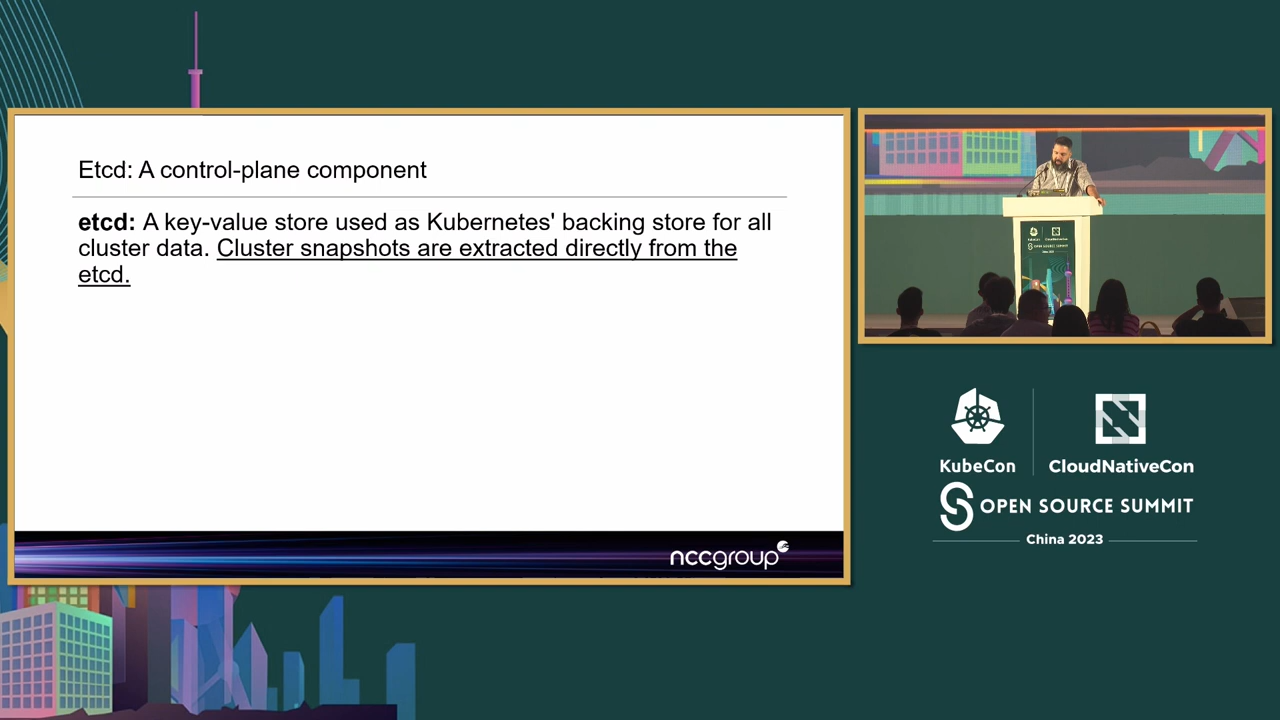 Etcd: A control-plane component
etcd: A key-value store used as Kubernetes' backing store for all
cluster data. Cluster snapshots are extracted directly from the
etcd.
nccgroup
KubeCon
CloudNativeCon
OPEN SOURCE SUMMIT
China 2023